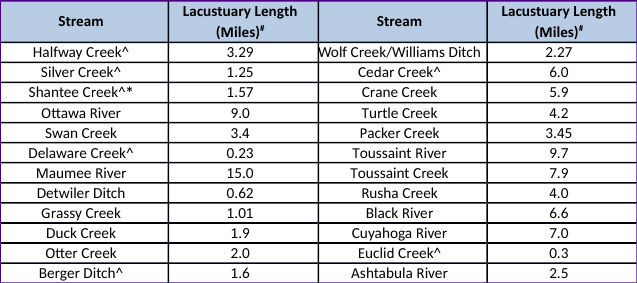 Stream | Lacustuary Length (Miles)# | Stream | Lacustuary Length (Miles)#
Halfway Creek^ | 3.29 | Wolf Creek/Williams Ditch | 2.27
Silver Creek^ | 1.25 | Cedar Creek^ | 6.0
Shantee Creek^* | 1.57 | Crane Creek | 5.9
Ottawa River | 9.0 | Turtle Creek | 4.2
Swan Creek | 3.4 | Packer Creek | 3.45
Delaware Creek^ | 0.23 | Toussaint River | 9.7
Maumee River | 15.0 | Toussaint Creek | 7.9
Detwiler Ditch | 0.62 | Rusha Creek | 4.0
Grassy Creek | 1.01 | Black River | 6.6
Duck Creek | 1.9 | Cuyahoga River | 7.0
Otter Creek | 2.0 | Euclid Creek^ | 0.3
Berger Ditch^ | 1.6 | Ashtabula River | 2.5